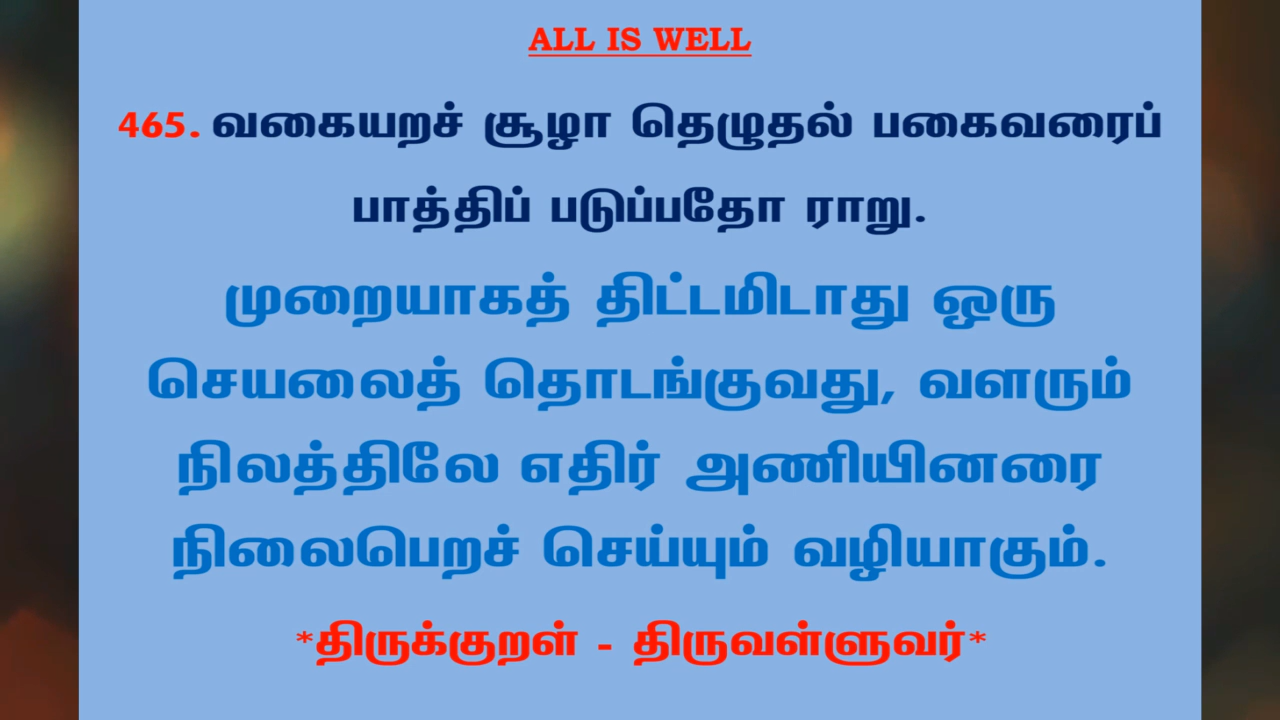 ALL IS WELL
465. வகையறச் சூழா தெழுதல் பகைவரைப்
பாத்திப் படுப்பதோ ராறு.
முறையாகத் திட்டமிடாது ஒரு
செயலைத் தொடங்குவது, வளரும்
நிலத்திலே எதிர் அணியினரை
நிலைபெறச் செய்யும் வழியாகும்.
*திருக்குறள் - திருவள்ளுவர்*